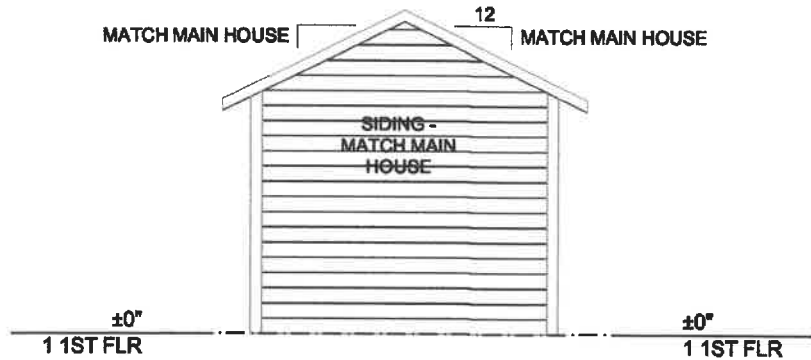 12
MATCH MAIN HOUSE
MATCH MAIN HOUSE
SIDING -
MATCH MAIN
HOUSE
±0"
1 1ST FLR
±0"
1 1ST FLR